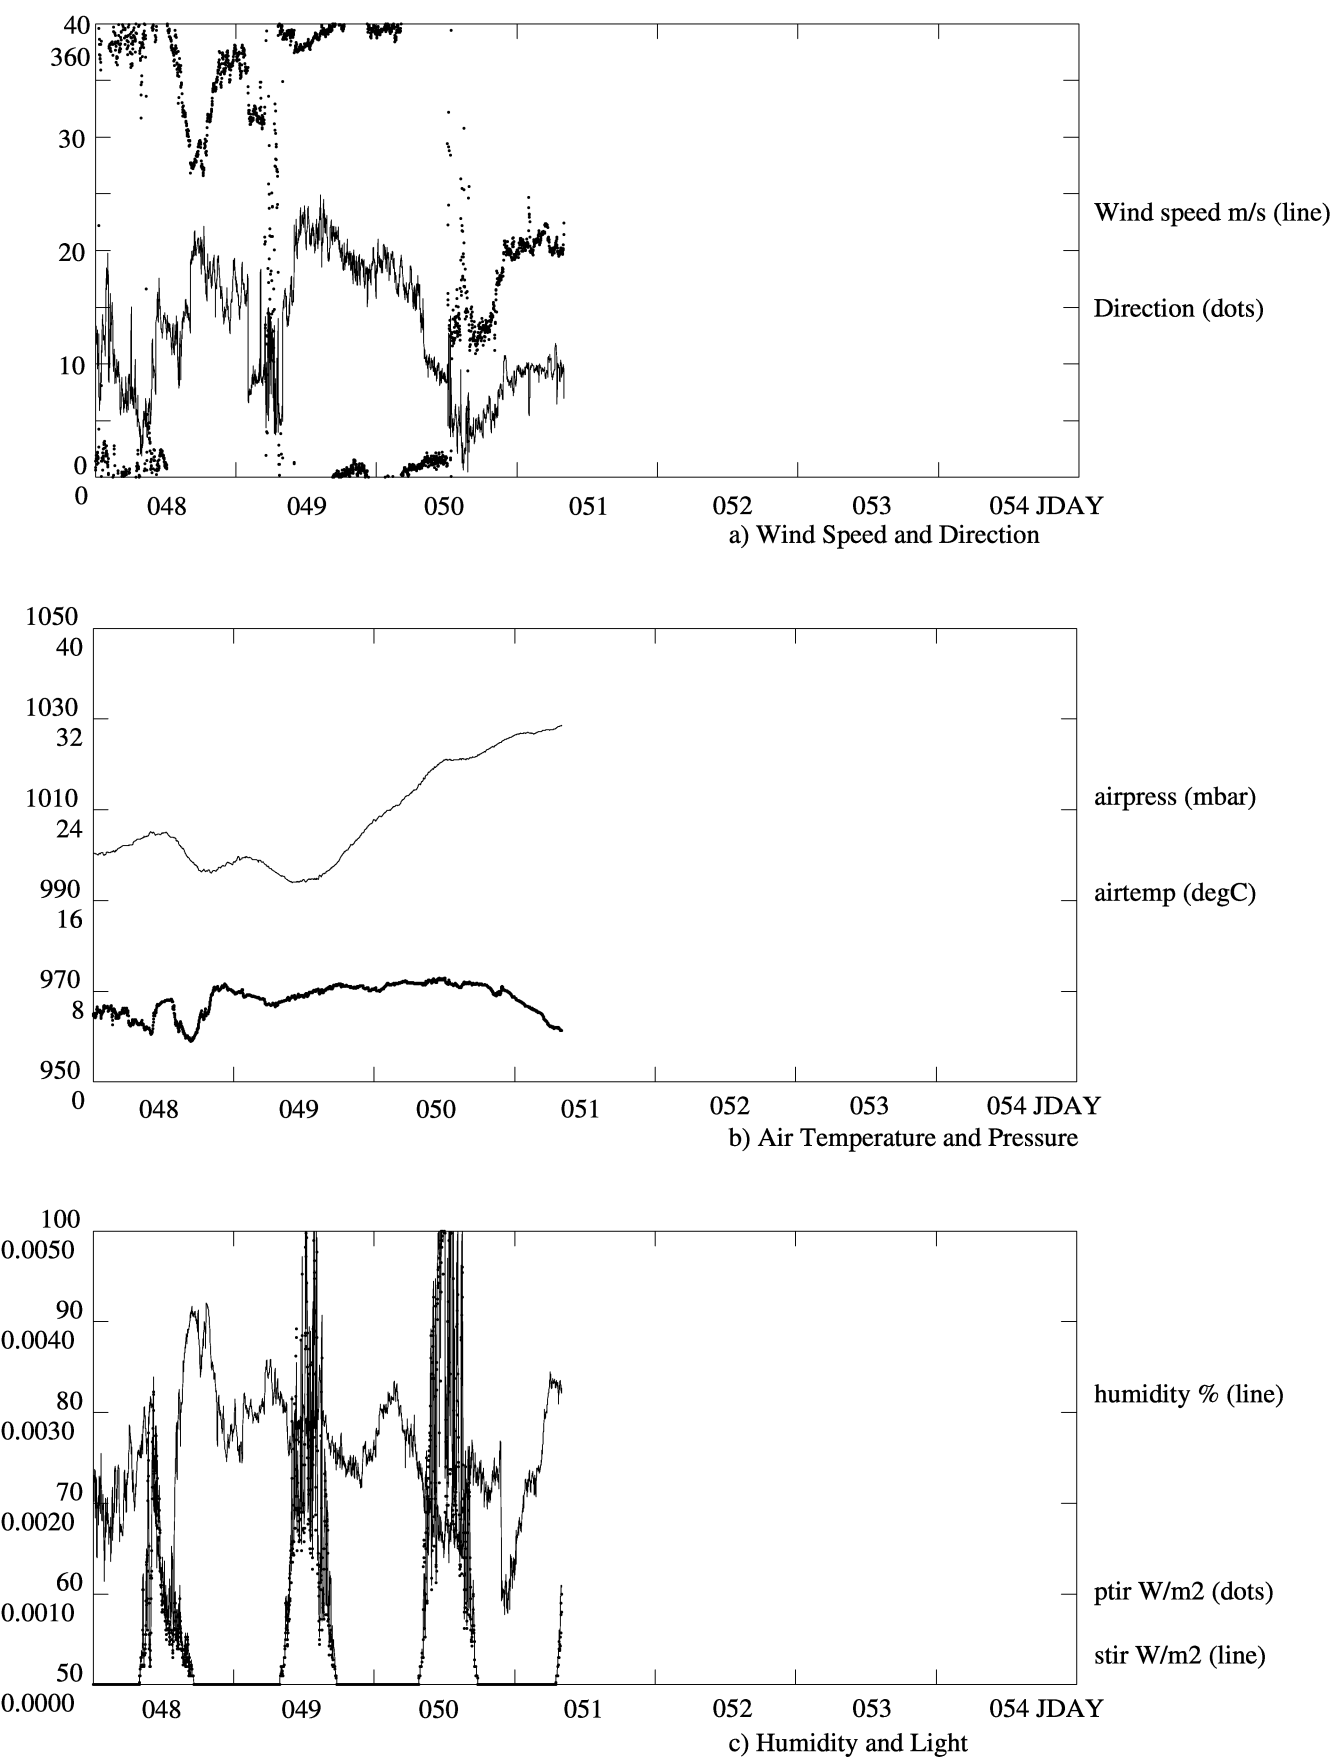 40
360
30
Wind speed m/s (line)
20
Direction (dots)
10
0
0
048 049 050 051 052 053 054 JDAY
a) Wind Speed and Direction
1050
40
1030
32
1010
airpress (mbar)
24
990
airtemp (degC)
16
970
8
950
0
048 049 050 051 052 053 054 JDAY
b) Air Temperature and Pressure
100
0.0050
90
0.0040
80
humidity % (line)
0.0030
70
0.0020
60
ptir W/m2 (dots)
0.0010
stir W/m2 (line)
50
0.0000
048 049 050 051 052 053 054 JDAY
c) Humidity and Light